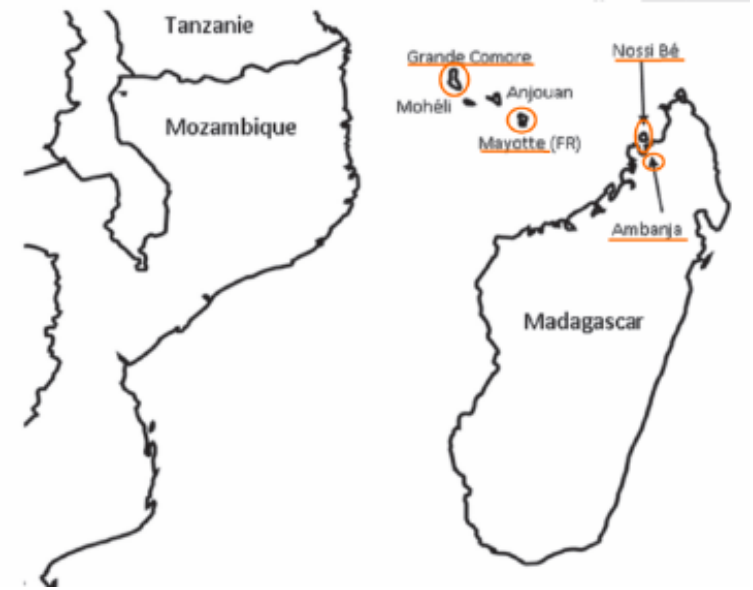 Tanzanie
Nossi Bé
Grande Comore
Anjouan
Mohéli
Mozambique
Mayotte (FR)
Ambanja
Madagascar